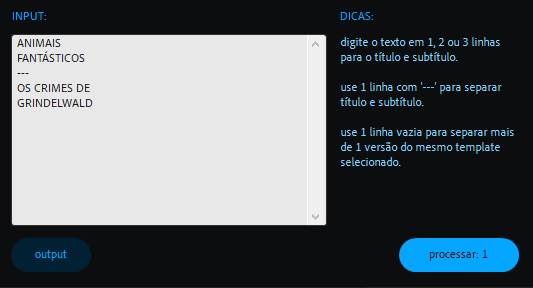 INPUT:
ANIMAIS
FANTÁSTICOS
---
OS CRIMES DE
GRINDELWALD
output
DICAS:
digite o texto em 1, 2 ou 3 linhas
para o título e subtítulo.
use 1 linha com '---' para separar
título e subtítulo.
use 1 linha vazia para separar mais
de 1 versão do mesmo template
selecionado.
processar: 1